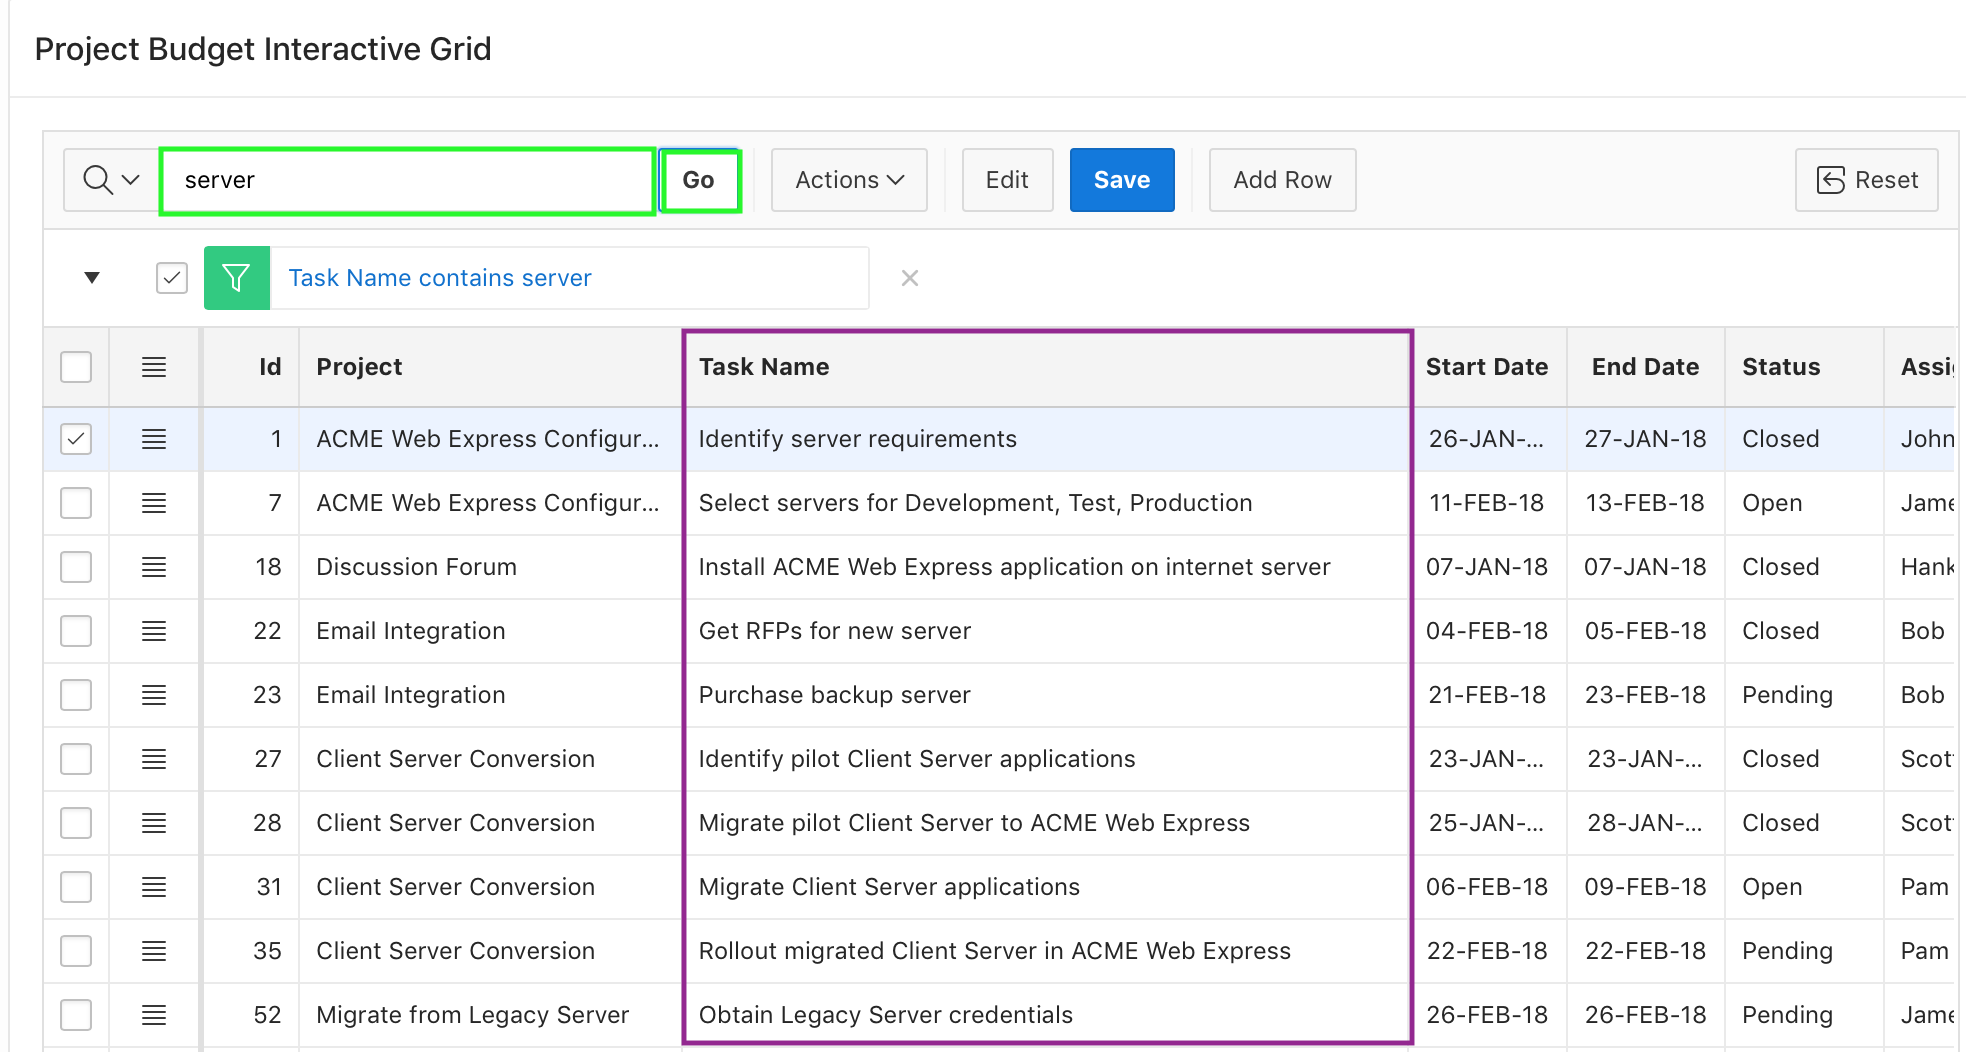 Project Budget Interactive Grid
server Go Actions Edit Save Add Row Reset
Task Name contains server
Id Project Task Name Start Date End Date Status Assi
1 ACME Web Express Configur... Identify server requirements 26-JAN-... 27-JAN-18 Closed John
7 ACME Web Express Configur... Select servers for Development, Test, Production 11-FEB-18 13-FEB-18 Open Jame
18 Discussion Forum Install ACME Web Express application on internet server 07-JAN-18 07-JAN-18 Closed Hank
22 Email Integration Get RFPs for new server 04-FEB-18 05-FEB-18 Closed Bob
23 Email Integration Purchase backup server 21-FEB-18 23-FEB-18 Pending Bob
27 Client Server Conversion Identify pilot Client Server applications 23-JAN-... 23-JAN-... Closed Scott
28 Client Server Conversion Migrate pilot Client Server to ACME Web Express 25-JAN-... 28-JAN-... Closed Scott
31 Client Server Conversion Migrate Client Server applications 06-FEB-18 09-FEB-18 Open Pam
35 Client Server Conversion Rollout migrated Client Server in ACME Web Express 22-FEB-18 22-FEB-18 Pending Pam
52 Migrate from Legacy Server Obtain Legacy Server credentials 26-FEB-18 26-FEB-18 Pending Jame